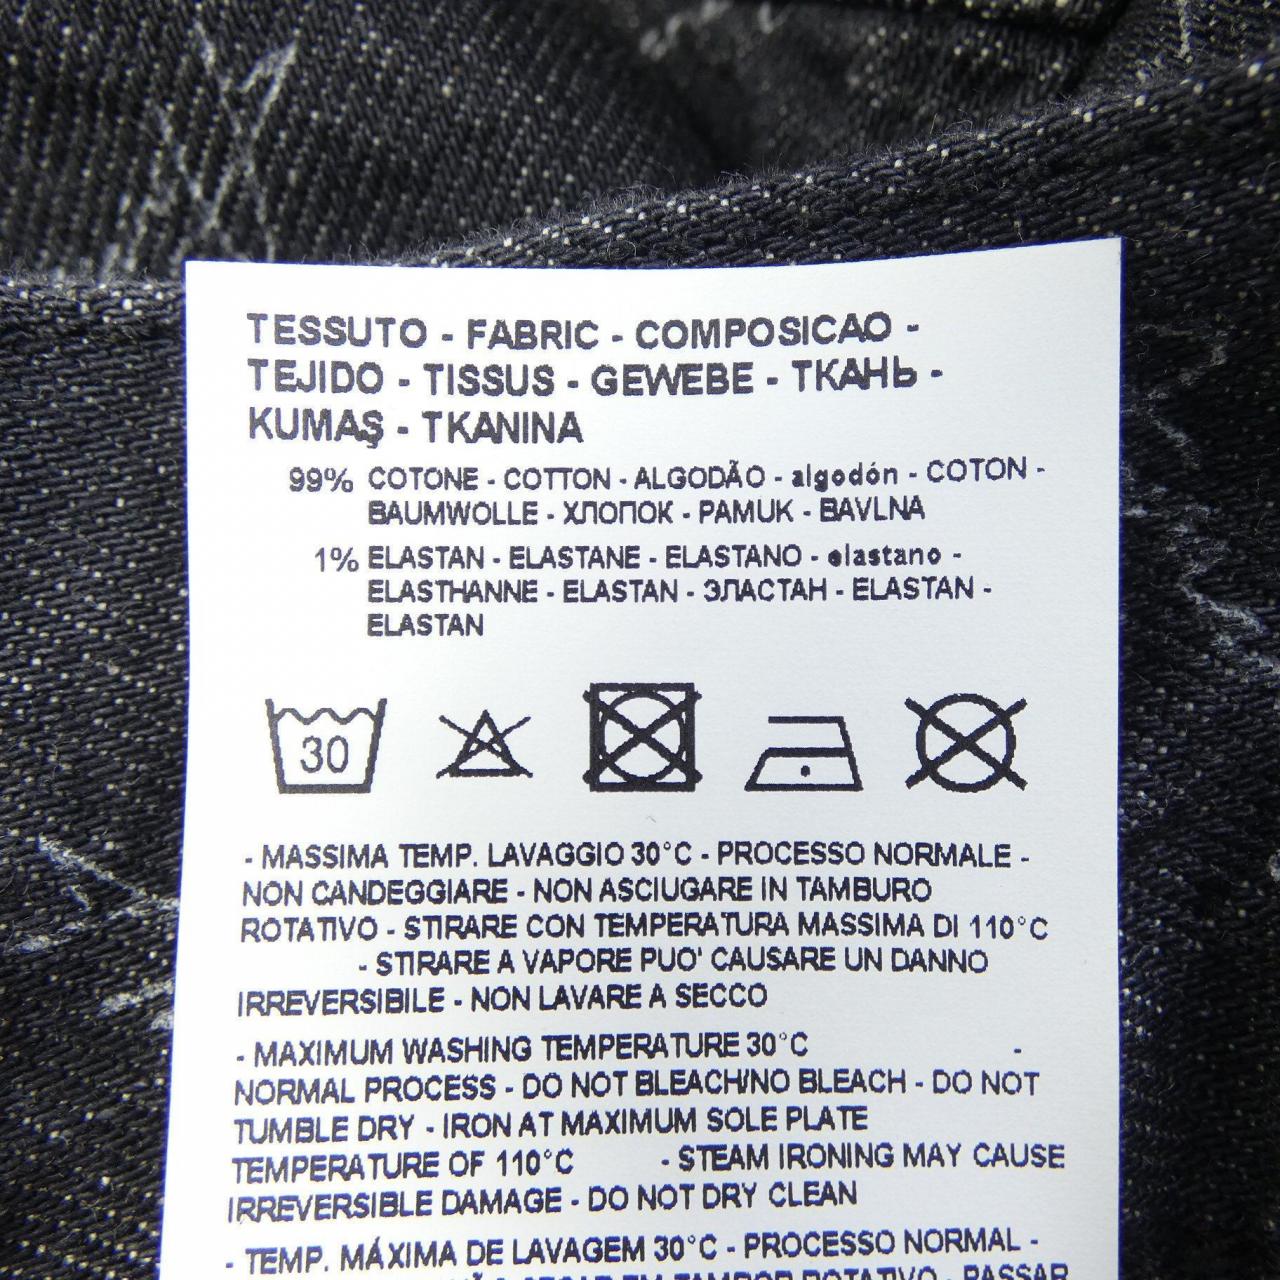 TESSUTO - FABRIC - COMPOSICAO -
TEJIDO - TISSUS - GEWEBE - ТКАНЬ -
KUMAŞ - TKANINA
99% COTONE - COTTON - ALGODÃO - algodón - COTON -
BAUMWOLLE - ХЛОПОК - PAMUK - BAVLNA
1% ELASTAN - ELASTANE - ELASTANO - elastano -
ELASTHANNE - ELASTAN - ЭЛАСТАН - ELASTAN -
ELASTAN
30
- MASSIMA TEMP. LAVAGGIO 30°C - PROCESSO NORMALE -
NON CANDEGGIARE - NON ASCIUGARE IN TAMBURO
ROTATIVO - STIRARE CON TEMPERATURA MASSIMA DI 110°C
- STIRARE A VAPORE PUO' CAUSARE UN DANNO
IRREVERSIBILE - NON LAVARE A SECCO
- MAXIMUM WASHING TEMPERATURE 30°C -
NORMAL PROCESS - DO NOT BLEACH/NO BLEACH - DO NOT
TUMBLE DRY - IRON AT MAXIMUM SOLE PLATE
TEMPERATURE OF 110°C - STEAM IRONING MAY CAUSE
IRREVERSIBLE DAMAGE - DO NOT DRY CLEAN
- TEMP. MÁXIMA DE LAVAGEM 30°C - PROCESSO NORMAL -
TAMBOR ROTATIVO - PASSAR